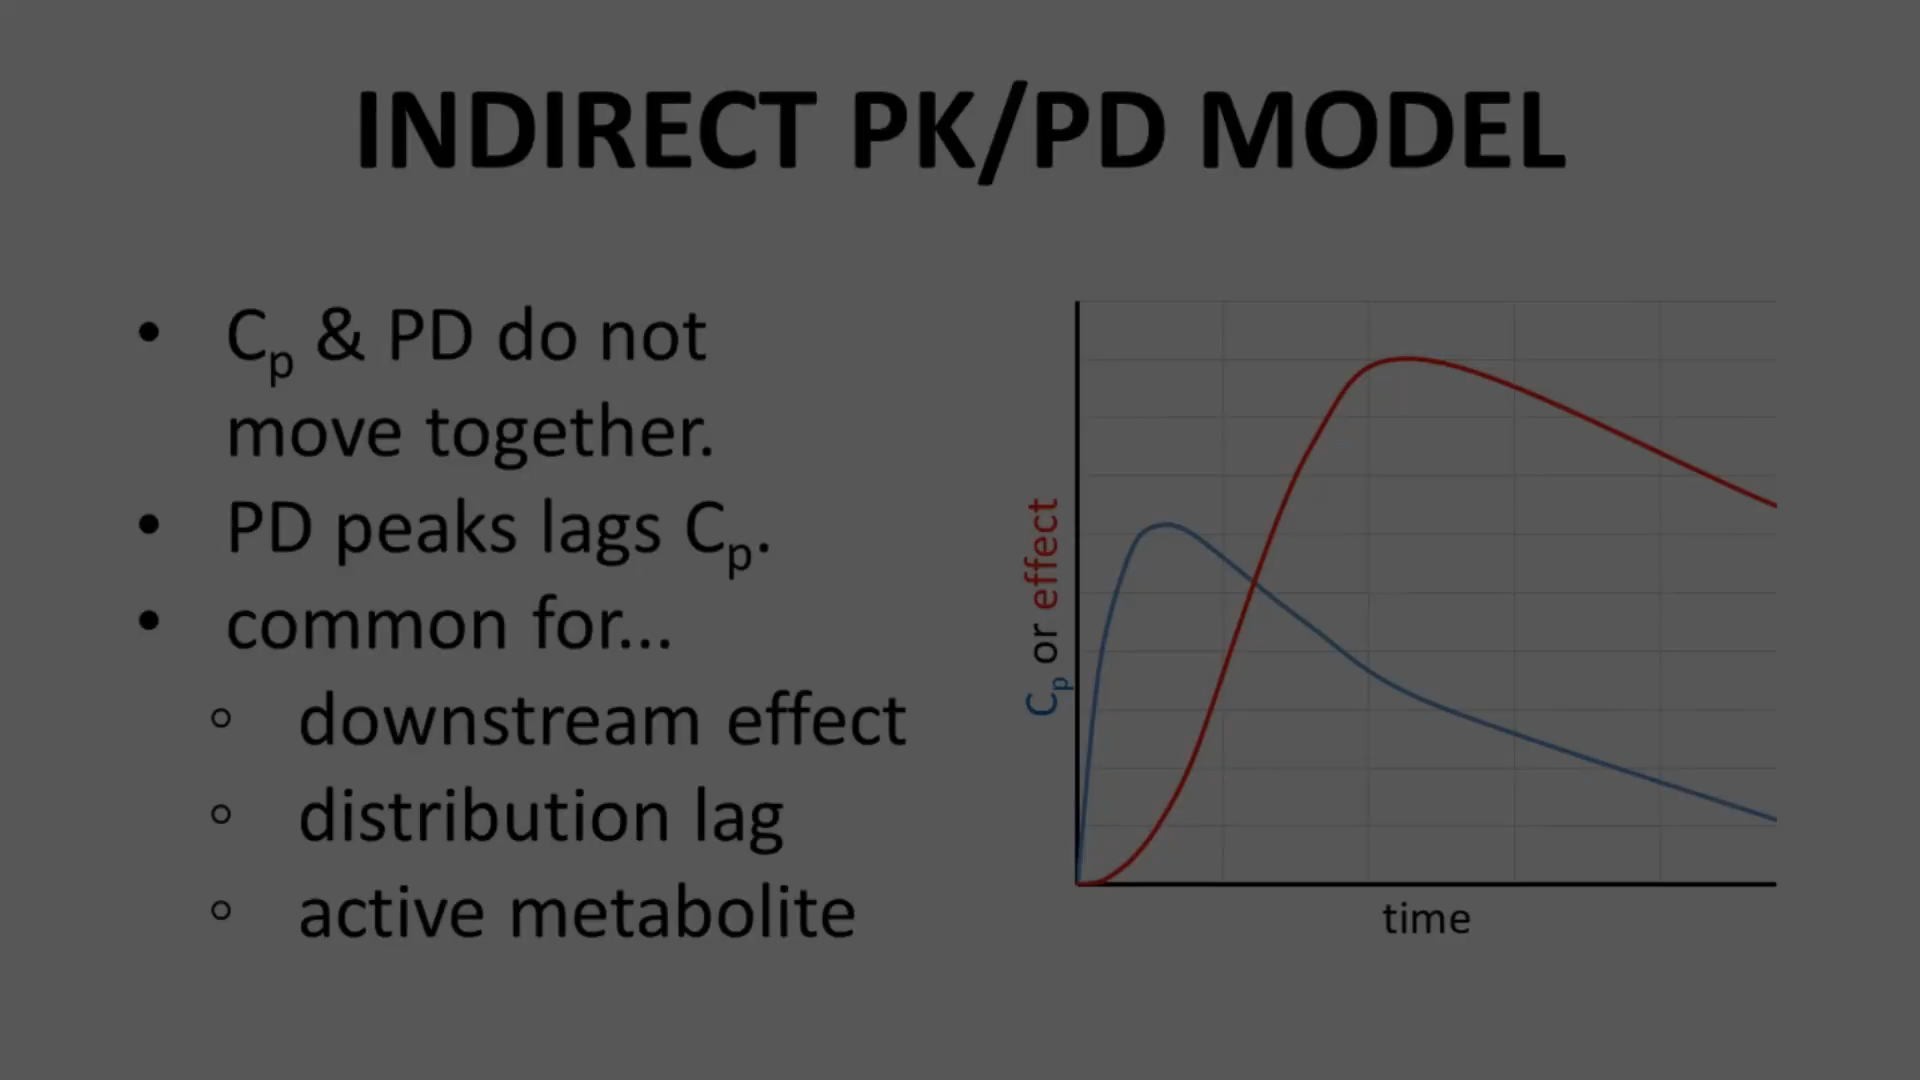 INDIRECT PK/PD MODEL
• Cp & PD do not
move together.
• PD peaks lags Cp.
• common for...
◦ downstream effect
◦ distribution lag
◦ active metabolite
Cp or effect
time